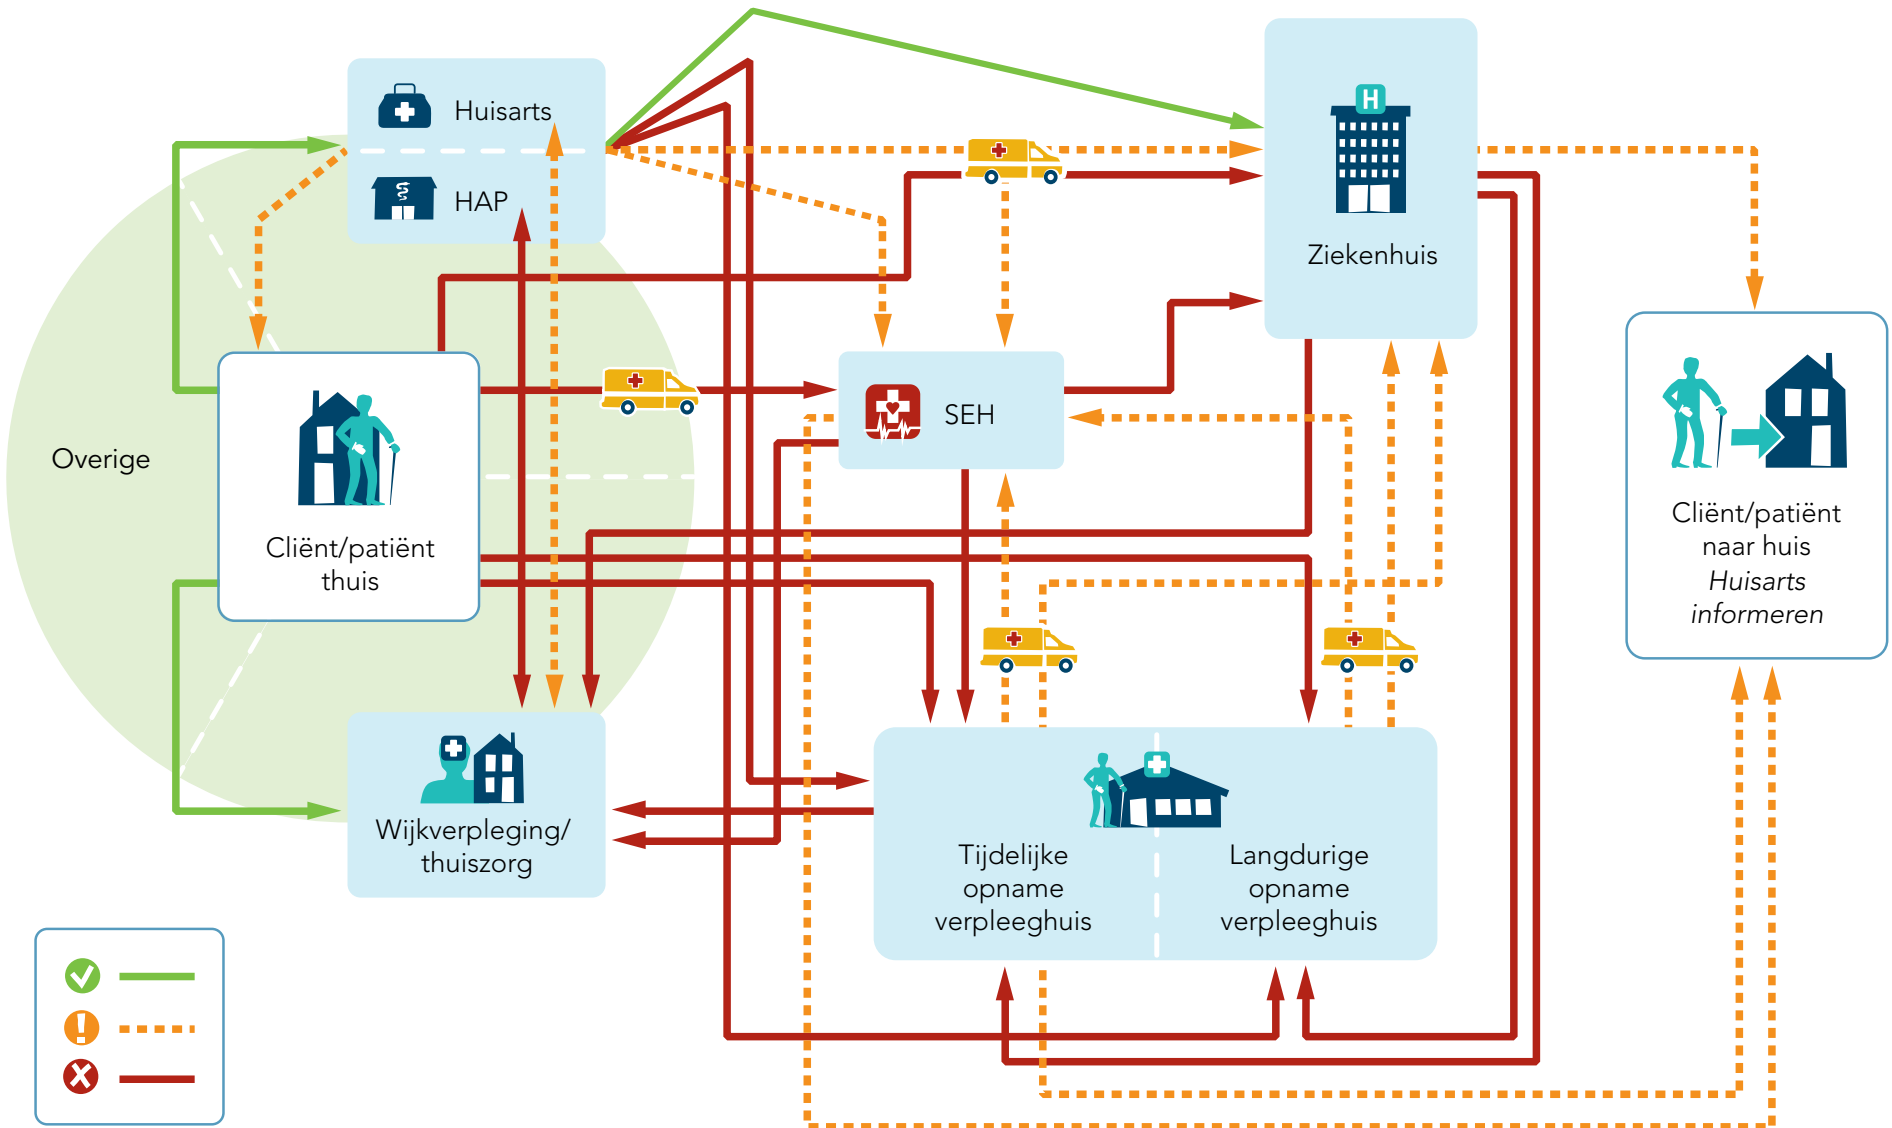 Huisarts
HAP
H
Ziekenhuis
SEH
Overige
Cliënt/patiënt
thuis
Cliënt/patiënt
naar huis
Huisarts
informeren
Wijkverpleging/
thuiszorg
Tijdelijke
opname
verpleeghuis
Langdurige
opname
verpleeghuis